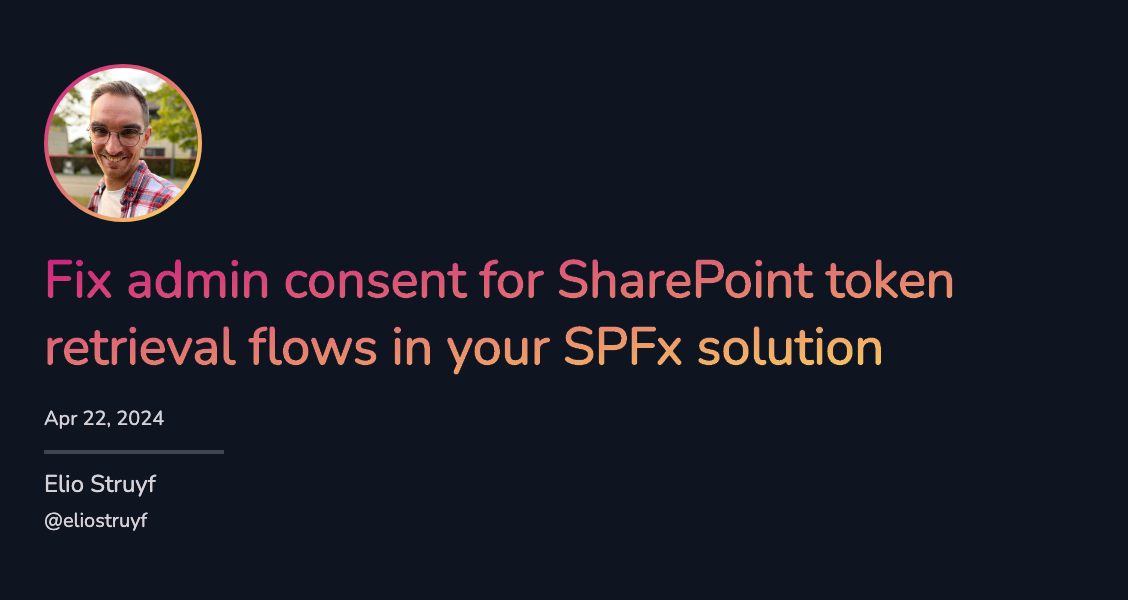 Fix admin consent for SharePoint token
retrieval flows in your SPFx solution
Apr 22, 2024
Elio Struyf
@eliostruyf